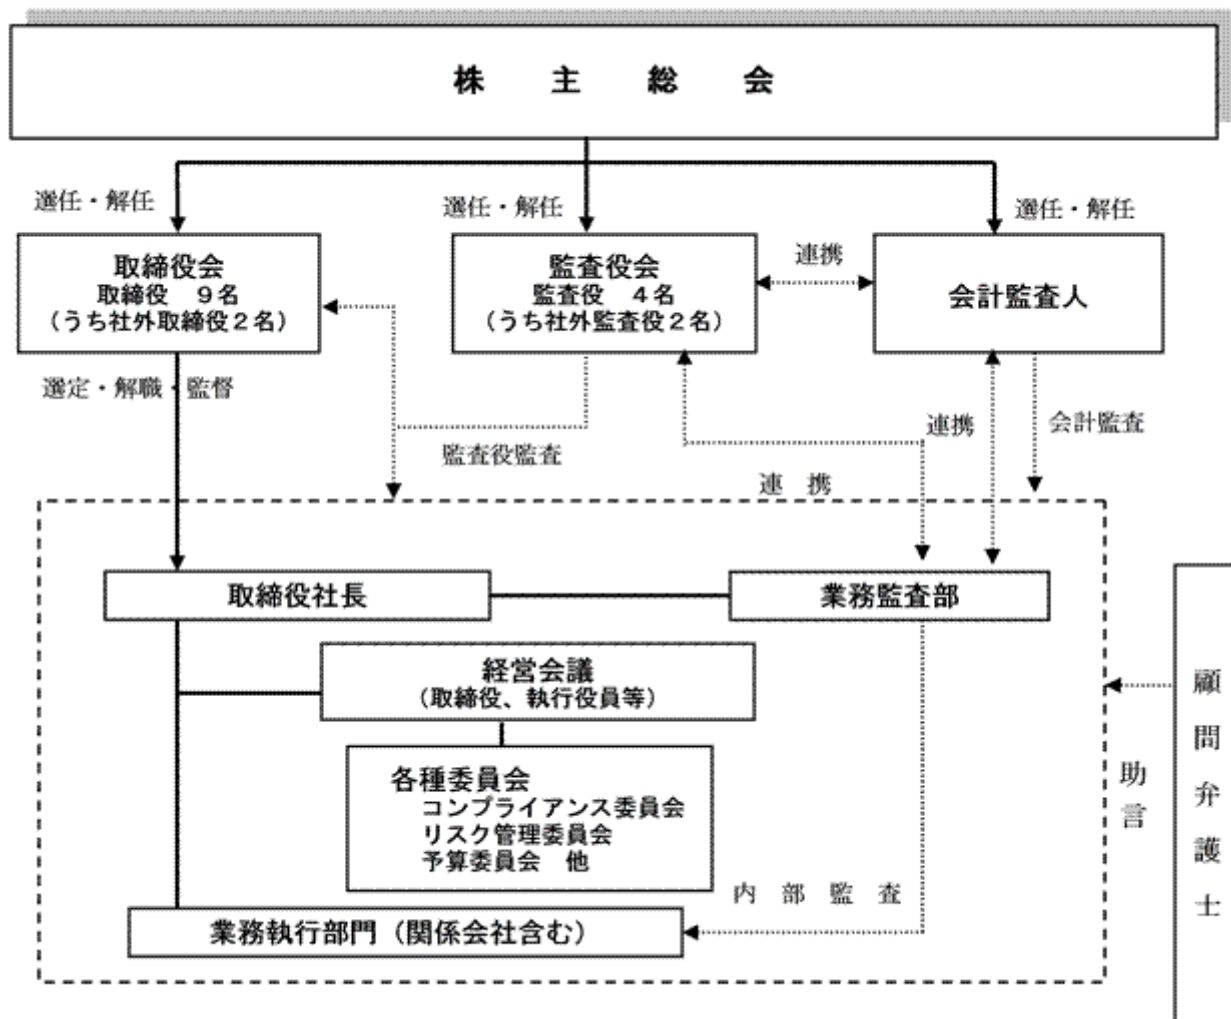 株主総会
選任・解任
選任・解任
選任・解任
取締役会
取締役 9名
(うち社外取締役2名)
監査役会
監査役 4名
(うち社外監査役2名)
連携
会計監査人
選定・解職・監督
監査役監査
連携
連携
会計監査
取締役社長
業務監査部
経営会議
(取締役、執行役員等)
各種委員会
コンプライアンス委員会
リスク管理委員会
予算委員会 他
内部監査
業務執行部門(関係会社含む)
助言
顧問弁護士